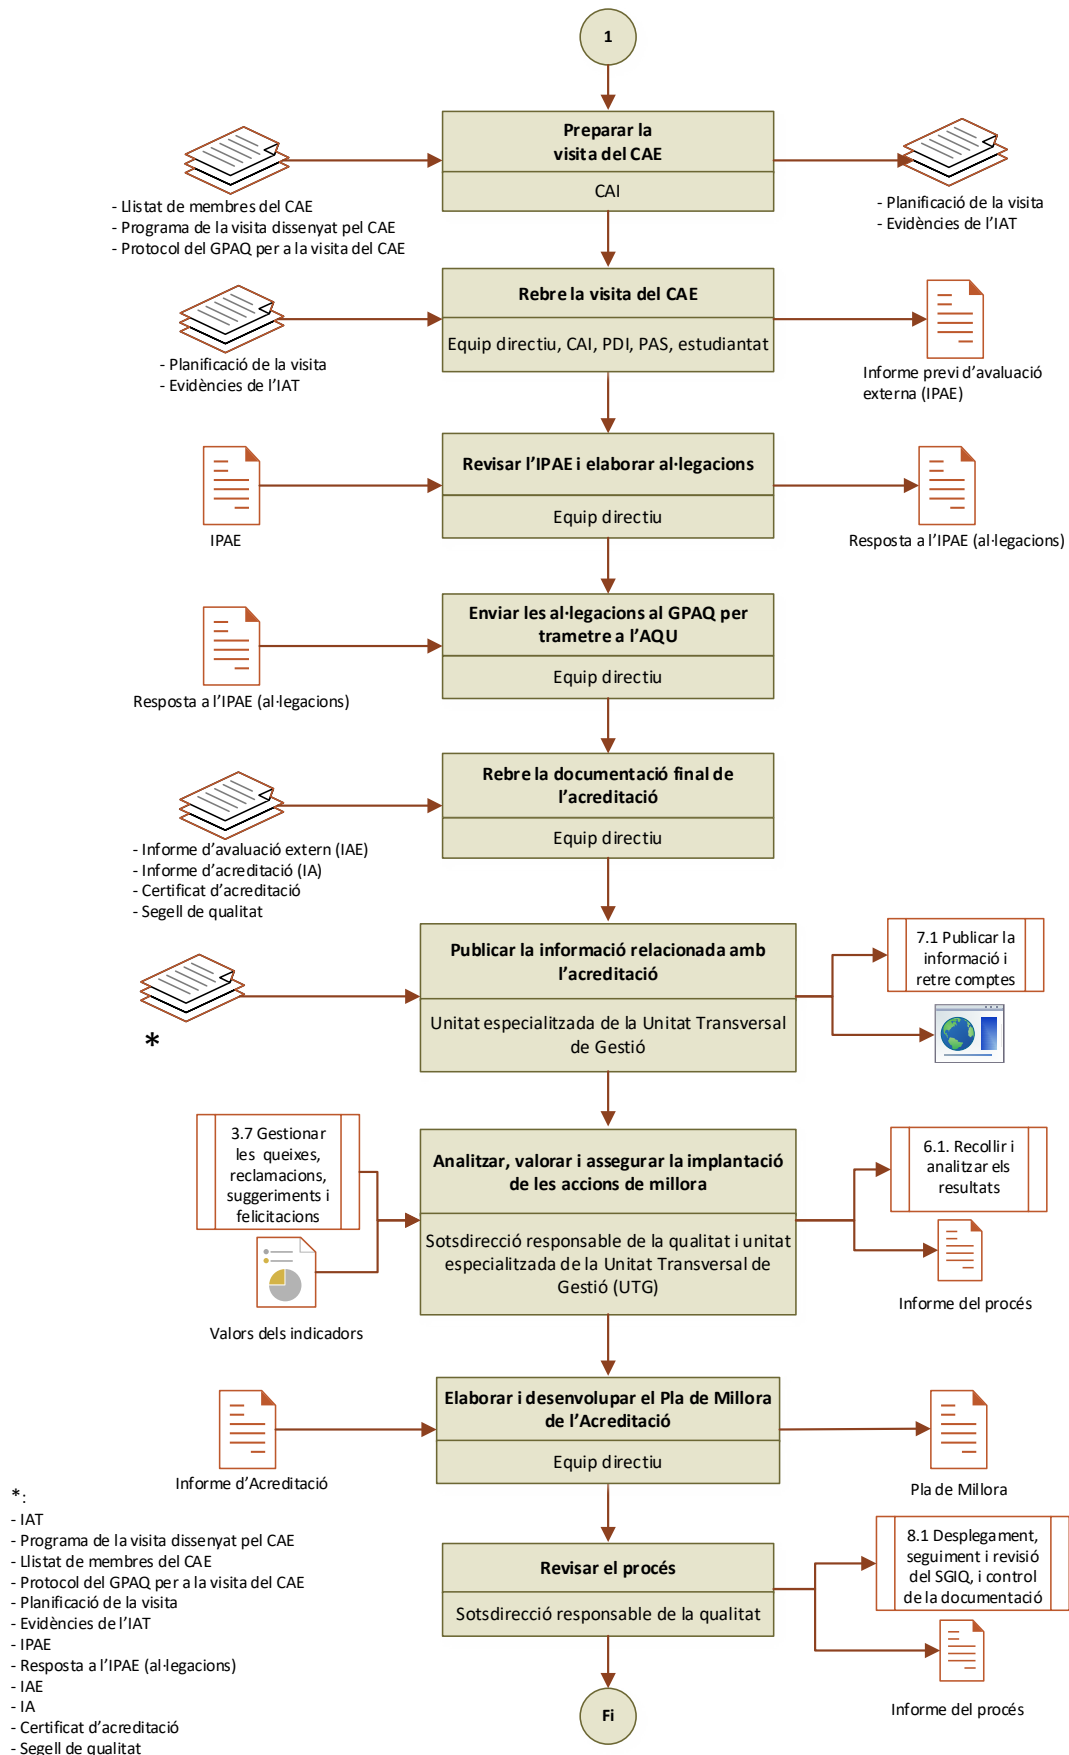 1
Preparar la
visita del CAE
CAI
- Llistat de membres del CAE
- Programa de la visita dissenyat pel CAE
- Protocol del GPAQ per a la visita del CAE
- Planificació de la visita
- Evidències de l’IAT
Rebre la visita del CAE
Equip directiu, CAI, PDI, PAS, estudiantat
- Planificació de la visita
- Evidències de l’IAT
Informe previ d’avaluació
externa (IPAE)
Revisar l’IPAE i elaborar al·legacions
Equip directiu
IPAE
Resposta a l’IPAE (al·legacions)
Enviar les al·legacions al GPAQ per
trametre a l’AQU
Equip directiu
Resposta a l’IPAE (al·legacions)
Rebre la documentació final de
l’acreditació
Equip directiu
- Informe d’avaluació extern (IAE)
- Informe d’acreditació (IA)
- Certificat d’acreditació
- Segell de qualitat
Publicar la informació relacionada amb
l’acreditació
Unitat especialitzada de la Unitat Transversal
de Gestió
*
7.1 Publicar la
informació i
retre comptes
3.7 Gestionar
les queixes,
reclamacions,
suggeriments i
felicitacions
Valors dels indicadors
Analitzar, valorar i assegurar la implantació
de les accions de millora
Sotsdirecció responsable de la qualitat i unitat
especialitzada de la Unitat Transversal de
Gestió (UTG)
6.1. Recollir i
analitzar els
resultats
Informe del procés
Elaborar i desenvolupar el Pla de Millora
de l’Acreditació
Equip directiu
Informe d’Acreditació
Pla de Millora
Revisar el procés
Sotsdirecció responsable de la qualitat
8.1 Desplegament,
seguiment i revisió
del SGIQ, i control
de la documentació
Informe del procés
Fi
*:
- IAT
- Programa de la visita dissenyat pel CAE
- Llistat de membres del CAE
- Protocol del GPAQ per a la visita del CAE
- Planificació de la visita
- Evidències de l’IAT
- IPAE
- Resposta a l’IPAE (al·legacions)
- IAE
- IA
- Certificat d’acreditació
- Segell de qualitat